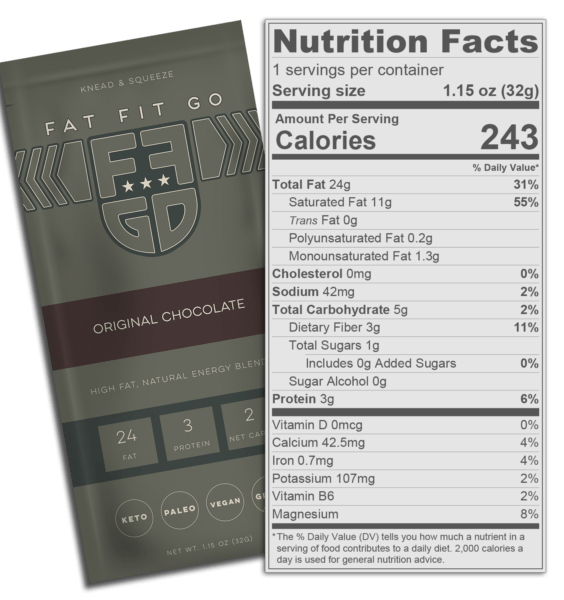 KNEAD & SQUEEZE
FAT FIT GO
FF
GO
ORIGINAL CHOCOLATE
HIGH FAT, NATURAL ENERGY BLEND
24
FAT
3
PROTEIN
2
NET
KETO
PALEO
VEGAN
NET WT. 1.15 OZ (32G)
Nutrition Facts
1 servings per container
Serving size 1.15 oz (32g)
Amount Per Serving
Calories 243
% Daily Value*
Total Fat 24g 31%
Saturated Fat 11g 55%
Trans Fat 0g
Polyunsaturated Fat 0.2g
Monounsaturated Fat 1.3g
Cholesterol 0mg 0%
Sodium 42mg 2%
Total Carbohydrate 5g 2%
Dietary Fiber 3g 11%
Total Sugars 1g
Includes 0g Added Sugars 0%
Sugar Alcohol 0g
Protein 3g 6%
Vitamin D 0mcg 0%
Calcium 42.5mg 4%
Iron 0.7mg 4%
Potassium 107mg 2%
Vitamin B6 2%
Magnesium 8%
*The % Daily Value (DV) tells you how much a nutrient in a
serving of food contributes to a daily diet. 2,000 calories a
day is used for general nutrition advice.